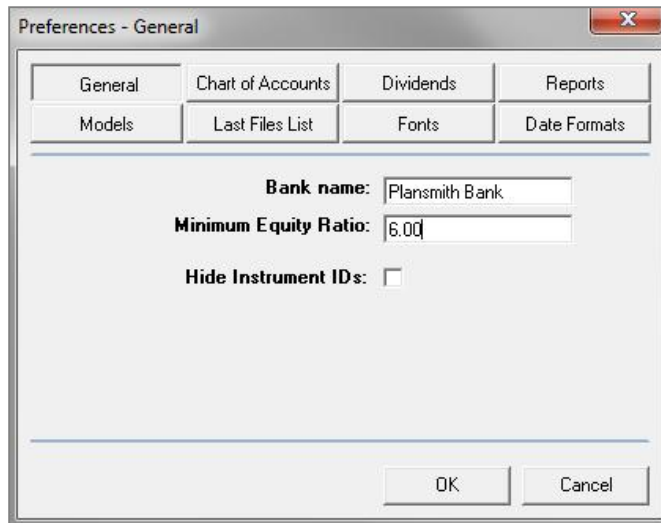 Preferences - General
General Chart of Accounts Dividends Reports
Models Last Files List Fonts Date Formats
Bank name: Plansmith Bank
Minimum Equity Ratio: 6.00
Hide Instrument IDs:
OK Cancel